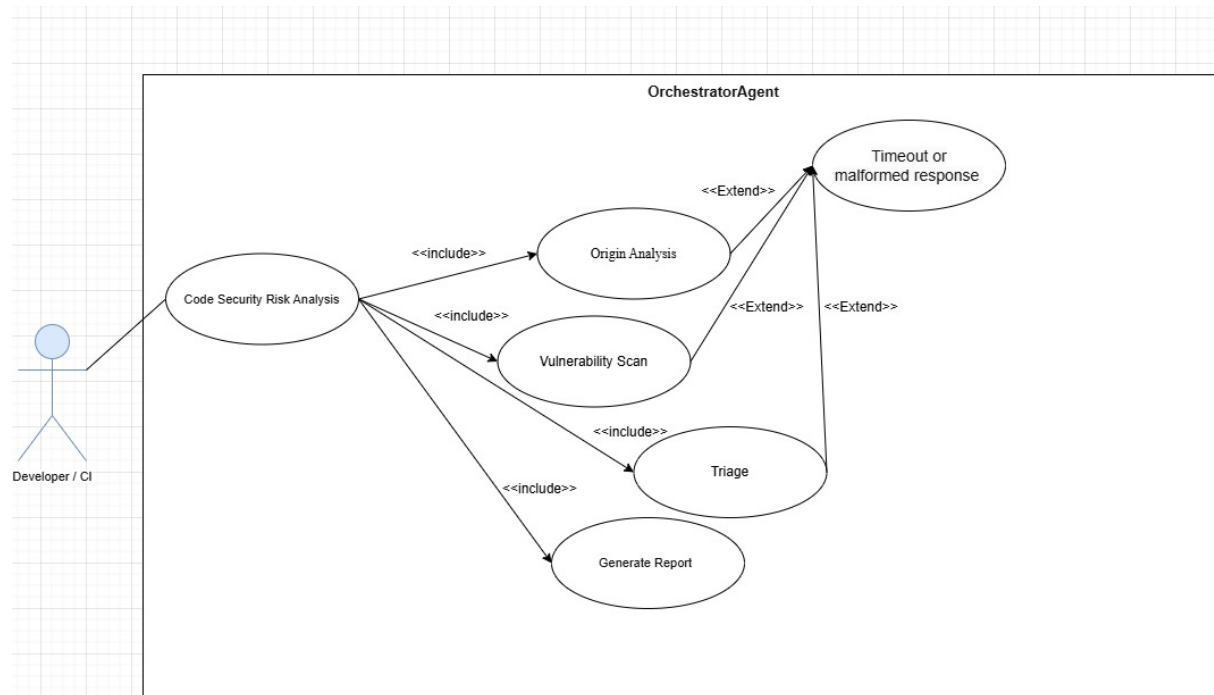 OrchestratorAgent
Timeout or
malformed response
<<Extend>>
<<include>>
Origin Analysis
Code Security Risk Analysis
<<Extend>>
<<Extend>>
<<include>>
Vulnerability Scan
<<include>>
Triage
Developer / CI
<<include>>
Generate Report